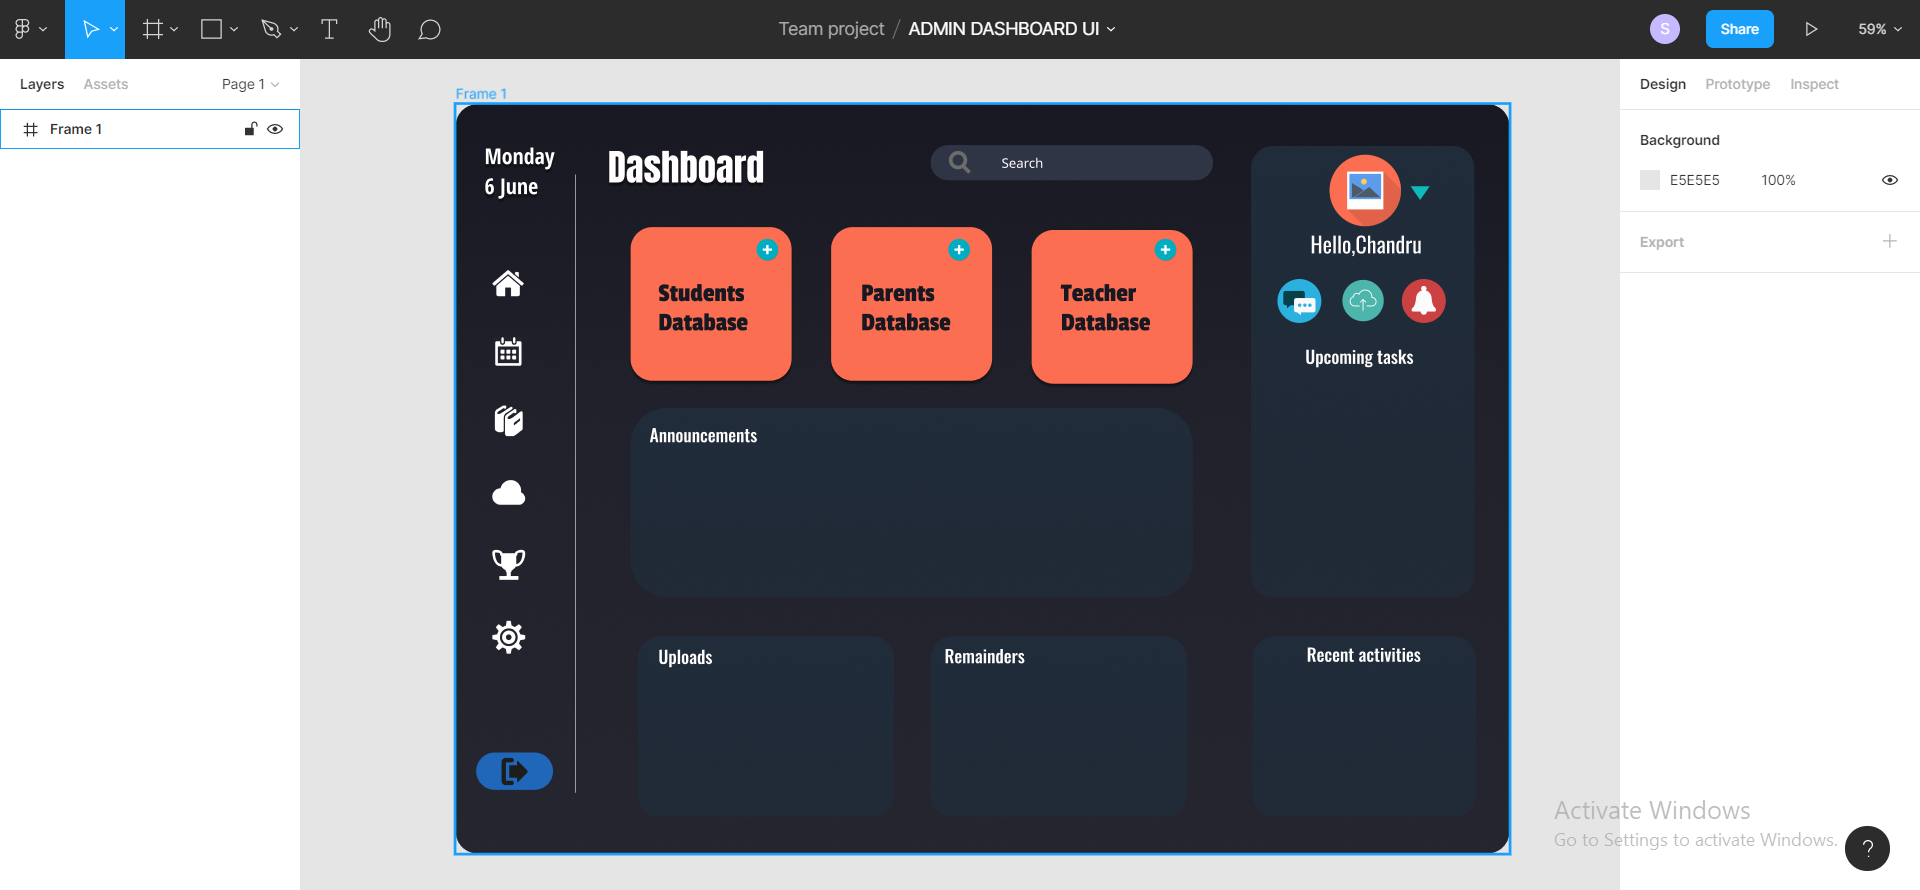 Team project / ADMIN DASHBOARD UI
S
Share
59%
Layers
Assets
Page 1
Frame 1
Frame 1
Monday
6 June
Dashboard
Search
Students
Database
Parents
Database
Teacher
Database
Hello,Chandru
Upcoming tasks
Announcements
Uploads
Remainders
Recent activities
Design
Prototype
Inspect
Background
E5E5E5
100%
Export
Activate Windows
Go to Settings to activate Windows.
?